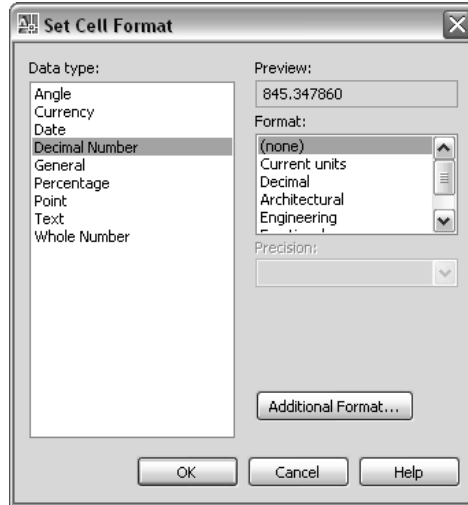 Set Cell Format
Data type:
Angle
Currency
Date
Decimal Number
General
Percentage
Point
Text
Whole Number
Preview:
845.347860
Format:
(none)
Current units
Decimal
Architectural
Engineering
Precision:
Additional Format...
OK
Cancel
Help